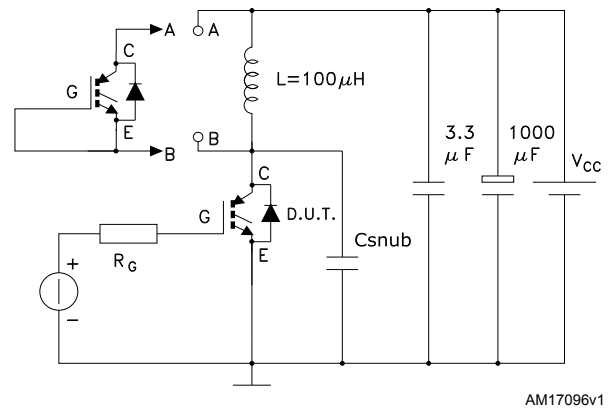 A
A
C
G
L=100μH
E
B
B
3.3
μF
1000
μF
VCC
C
G
D.U.T.
E
Csnub
RG
+
−
AM17096v1